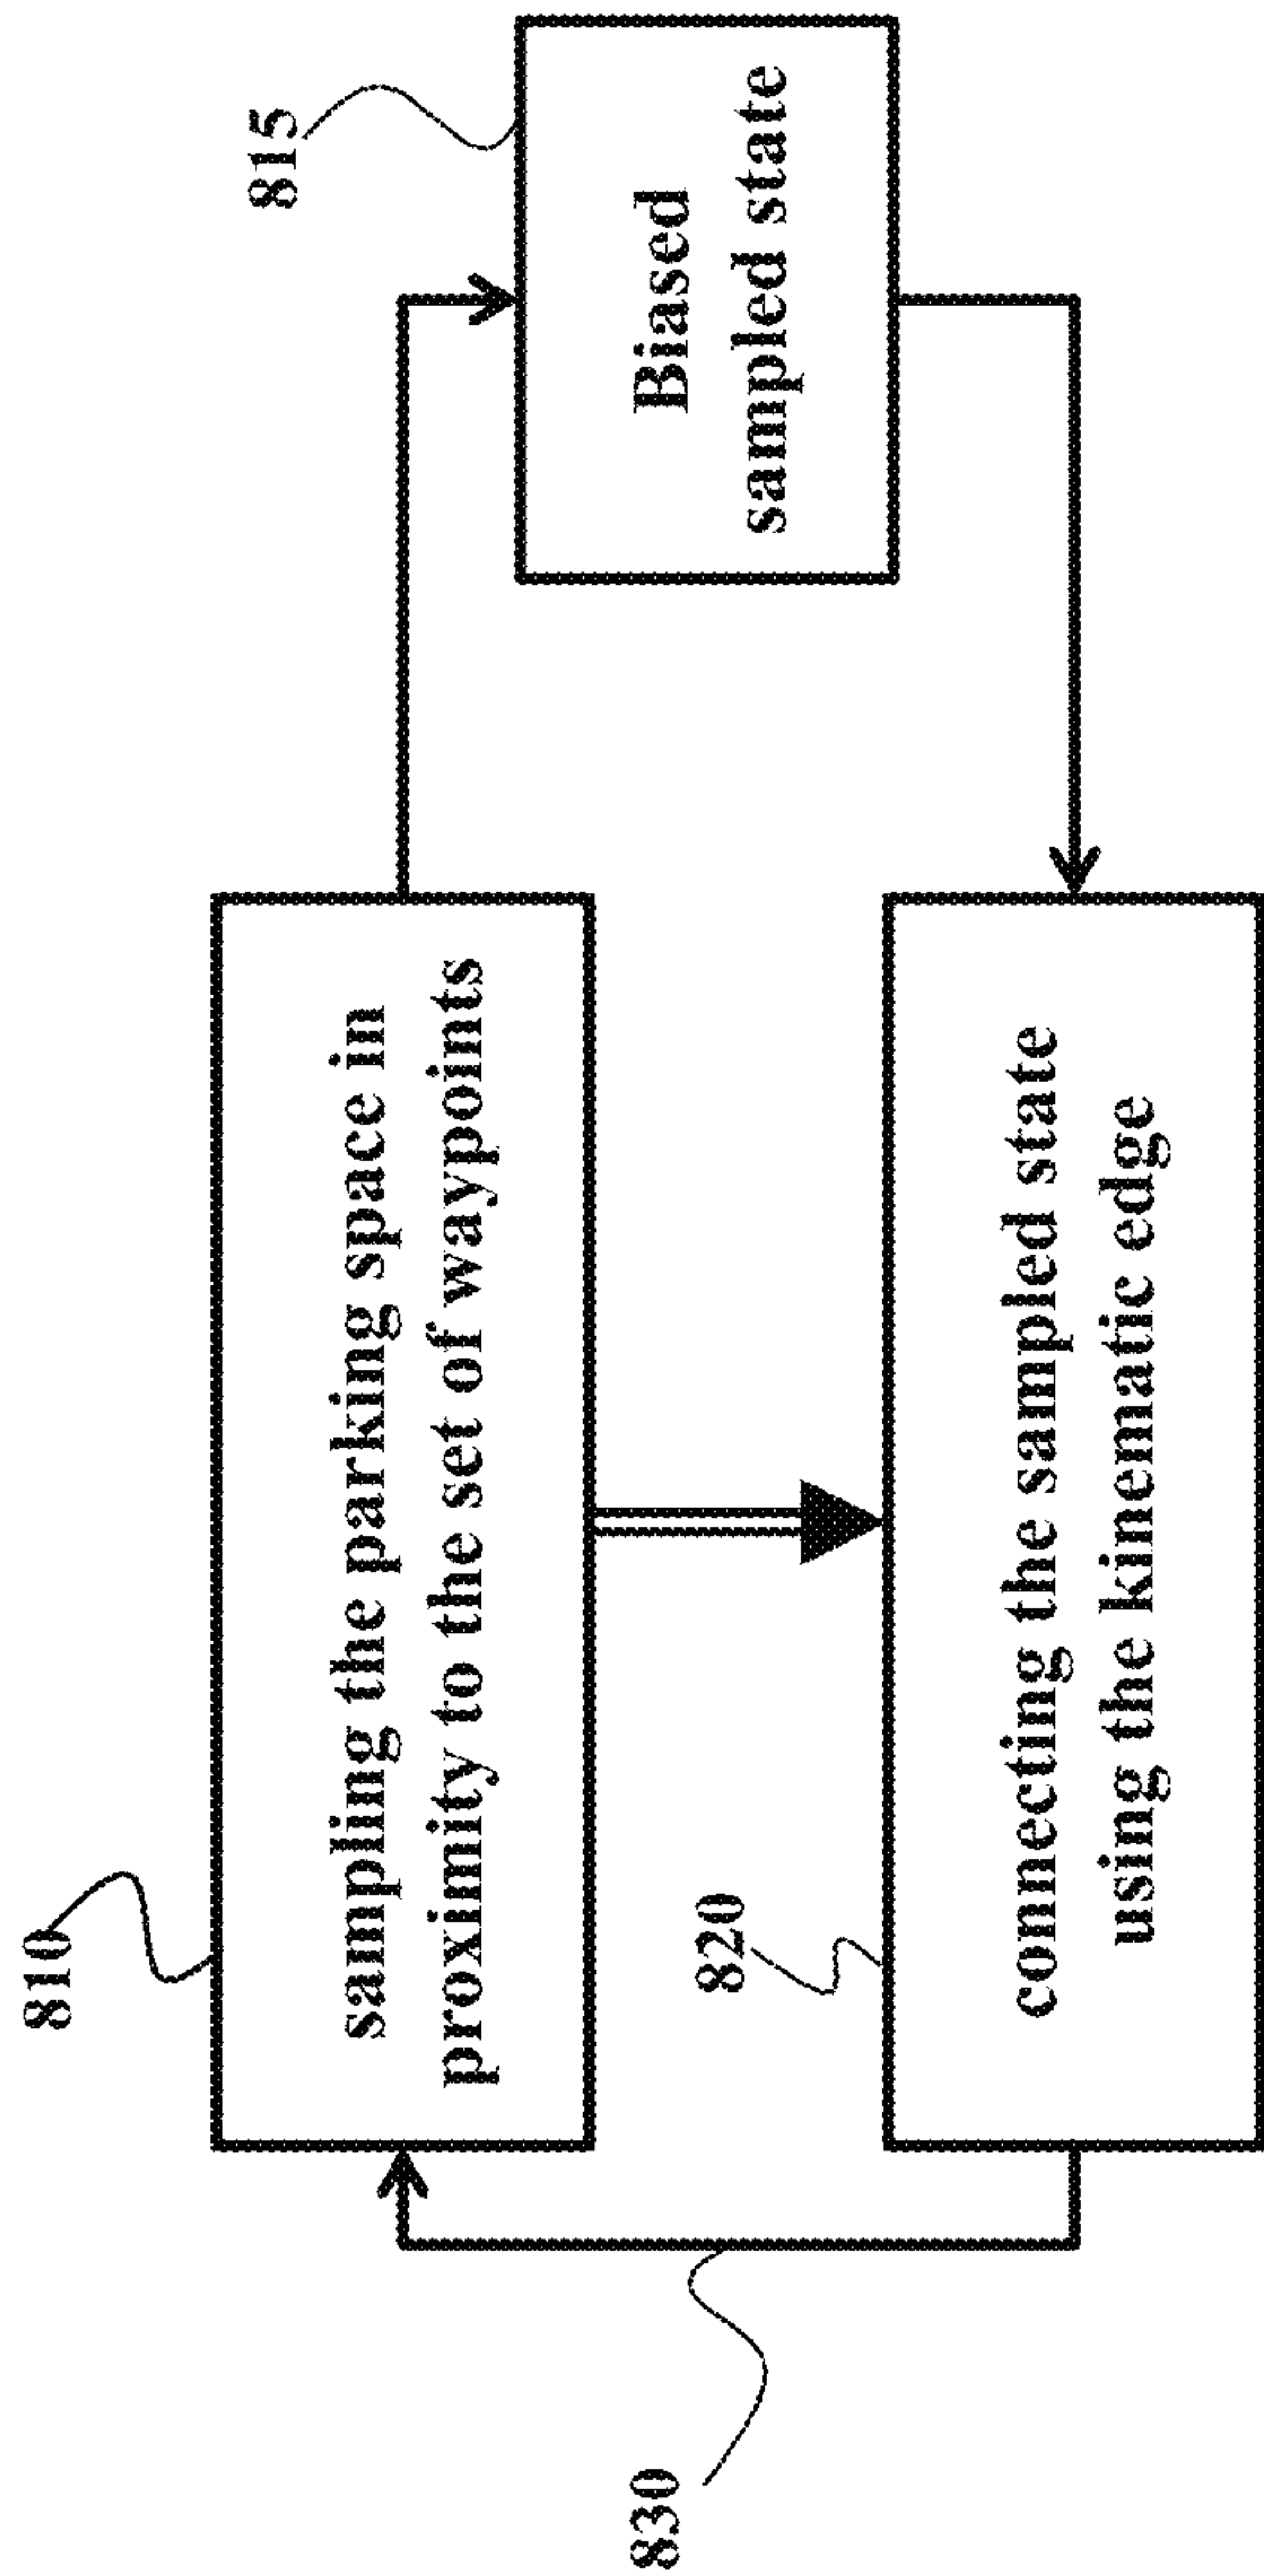 810
sampling the parking space in
proximity to the set of waypoints
815
Biased
sampled state
820
connecting the sampled state
using the kinematic edge
830